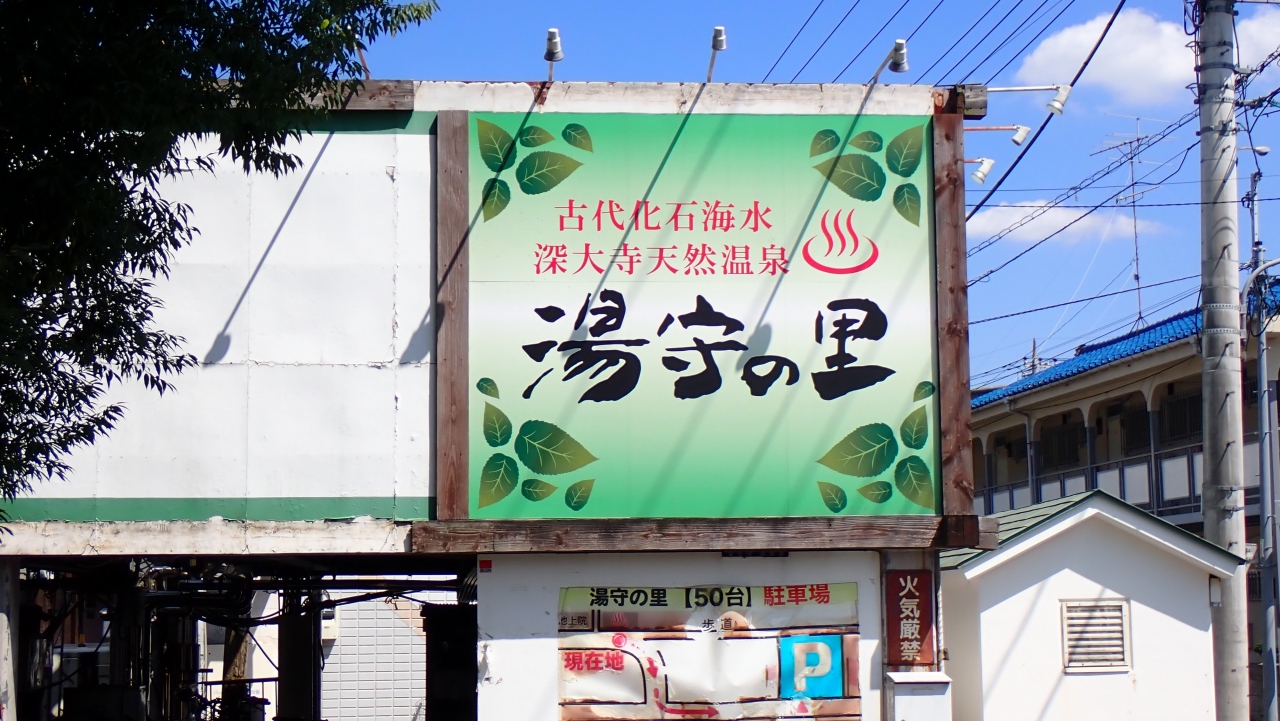 古代化石海水
深大寺天然温泉
湯守の里
湯守の里 【50台】 駐車場
歩道
現在地
P
火気厳禁